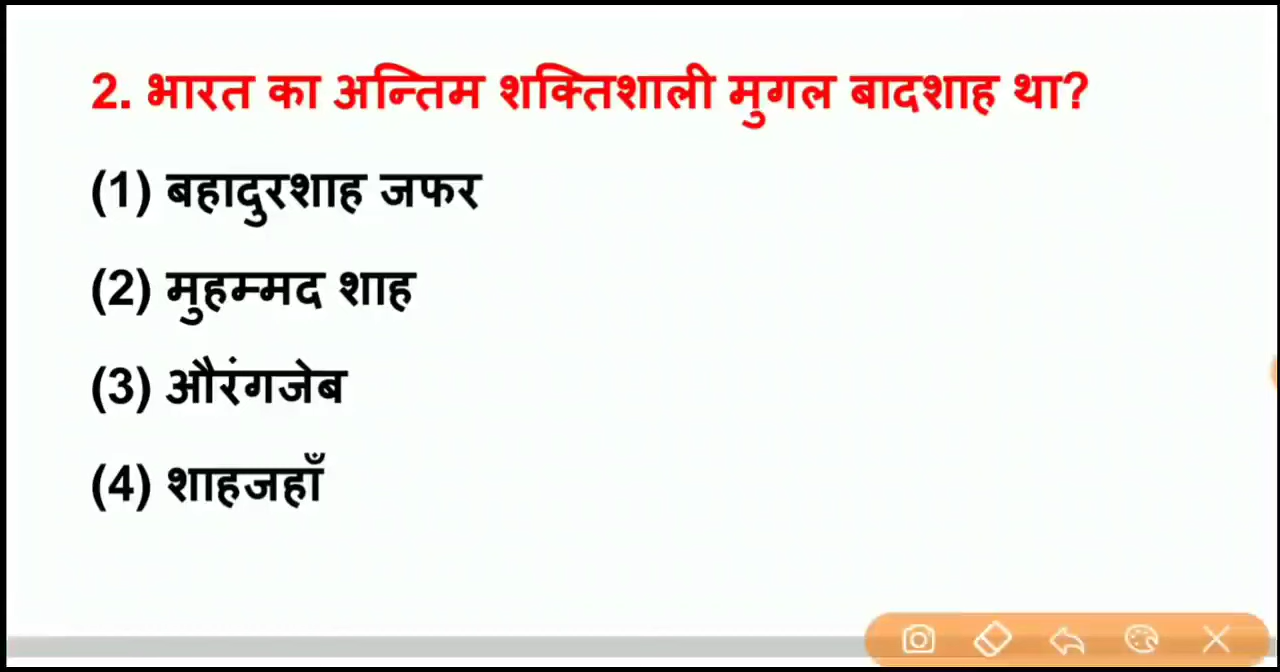 2. भारत का अन्तिम शक्तिशाली मुगल बादशाह था?
(1) बहादुरशाह जफर
(2) मुहम्मद शाह
(3) औरंगजेब
(4) शाहजहाँ